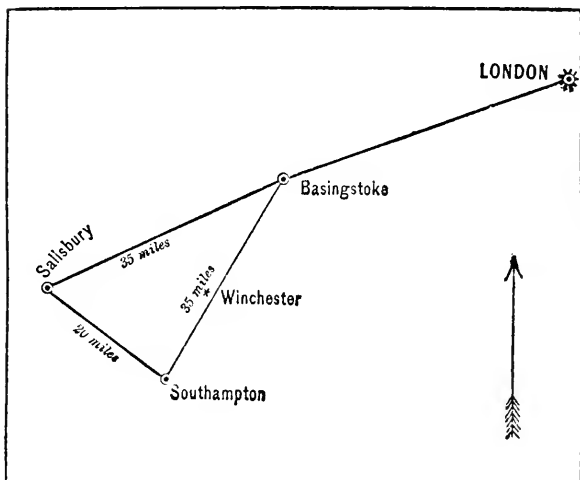 LONDON
Basingstoke
Salisbury
35 miles
35 miles
Winchester
20 miles
Southampton